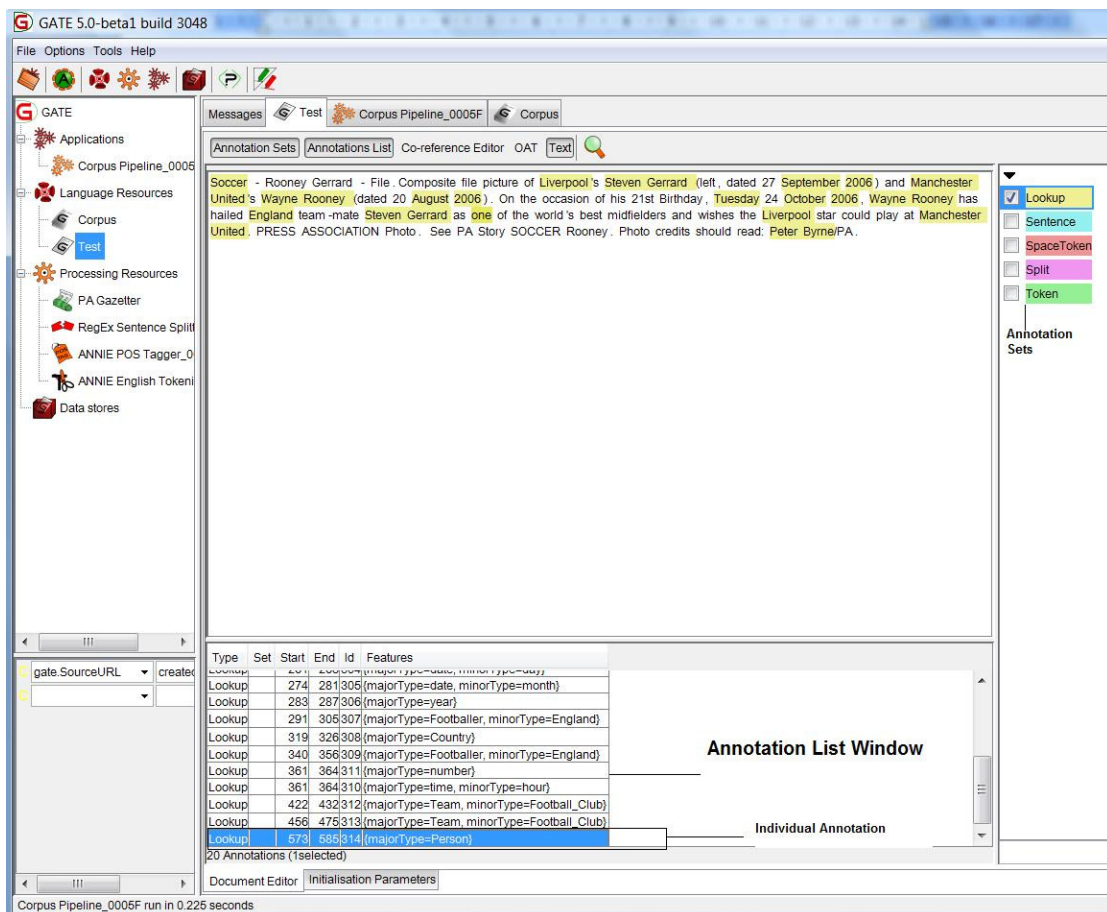 GATE 5.0-beta1 build 3048
File Options Tools Help
GATE
Applications
Corpus Pipeline_0005
Language Resources
Corpus
Test
Processing Resources
PA Gazetter
RegEx Sentence Splitt
ANNIE POS Tagger_0
ANNIE English Tokeni
Data stores
gate.SourceURL created
Messages Test Corpus Pipeline_0005F Corpus
Annotation Sets Annotations List Co-reference Editor OAT Text
Soccer - Rooney Gerrard - File . Composite file picture of Liverpool's Steven Gerrard (left, dated 27 September 2006) and Manchester
United's Wayne Rooney (dated 20 August 2006). On the occasion of his 21st Birthday, Tuesday 24 October 2006, Wayne Rooney has
hailed England team-mate Steven Gerrard as one of the world's best midfielders and wishes the Liverpool star could play at Manchester
United. PRESS ASSOCIATION Photo. See PA Story SOCCER Rooney. Photo credits should read: Peter Byrne/PA.
Lookup
Sentence
SpaceToken
Split
Token
Annotation
Sets
Type Set Start End Id Features
Lookup 274 281 305 {majorType=date, minorType=month}
Lookup 283 287 306 {majorType=year}
Lookup 291 305 307 {majorType=Footballer, minorType=England}
Lookup 319 326 308 {majorType=Country}
Lookup 340 356 309 {majorType=Footballer, minorType=England}
Lookup 361 364 311 {majorType=number}
Lookup 361 364 310 {majorType=time, minorType=hour}
Lookup 422 432 312 {majorType=Team, minorType=Football_Club}
Lookup 456 475 313 {majorType=Team, minorType=Football_Club}
Lookup 573 585 314 {majorType=Person}
Annotation List Window
Individual Annotation
20 Annotations (1selected)
Document Editor Initialisation Parameters
Corpus Pipeline_0005F run in 0.225 seconds